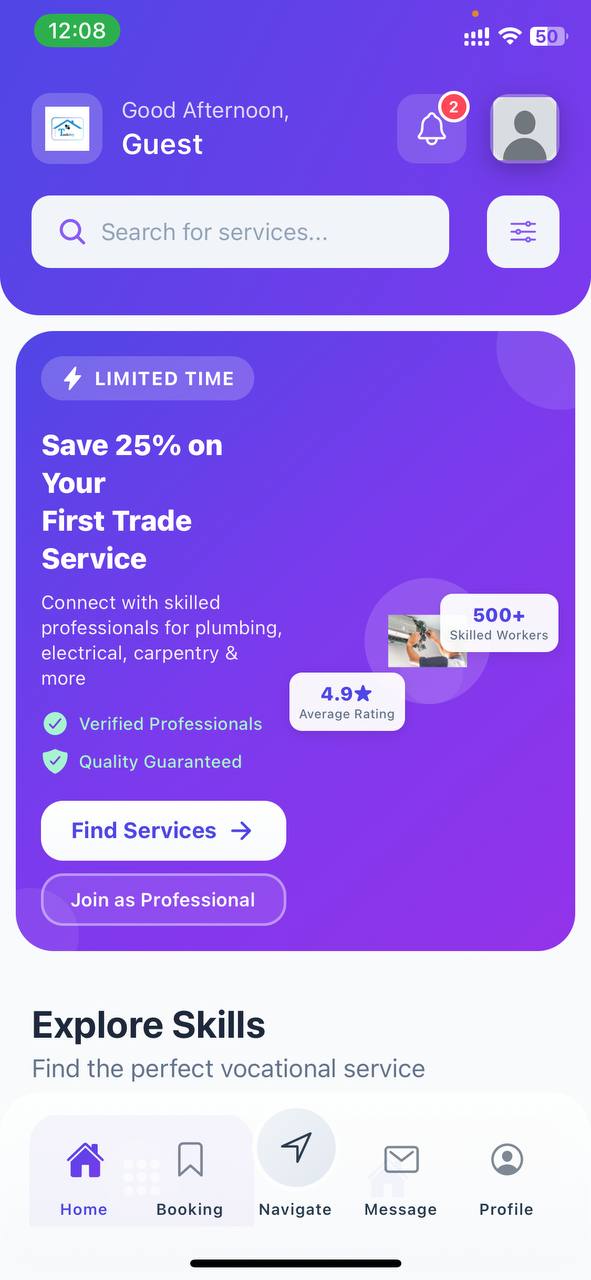 12:08
50
Good Afternoon,
Guest
2
Search for services...
LIMITED TIME
Save 25% on
Your
First Trade
Service
Connect with skilled
professionals for plumbing,
electrical, carpentry &
more
500+
Skilled Workers
4.9★
Average Rating
Verified Professionals
Quality Guaranteed
Find Services →
Join as Professional
Explore Skills
Find the perfect vocational service
Home
Booking
Navigate
Message
Profile